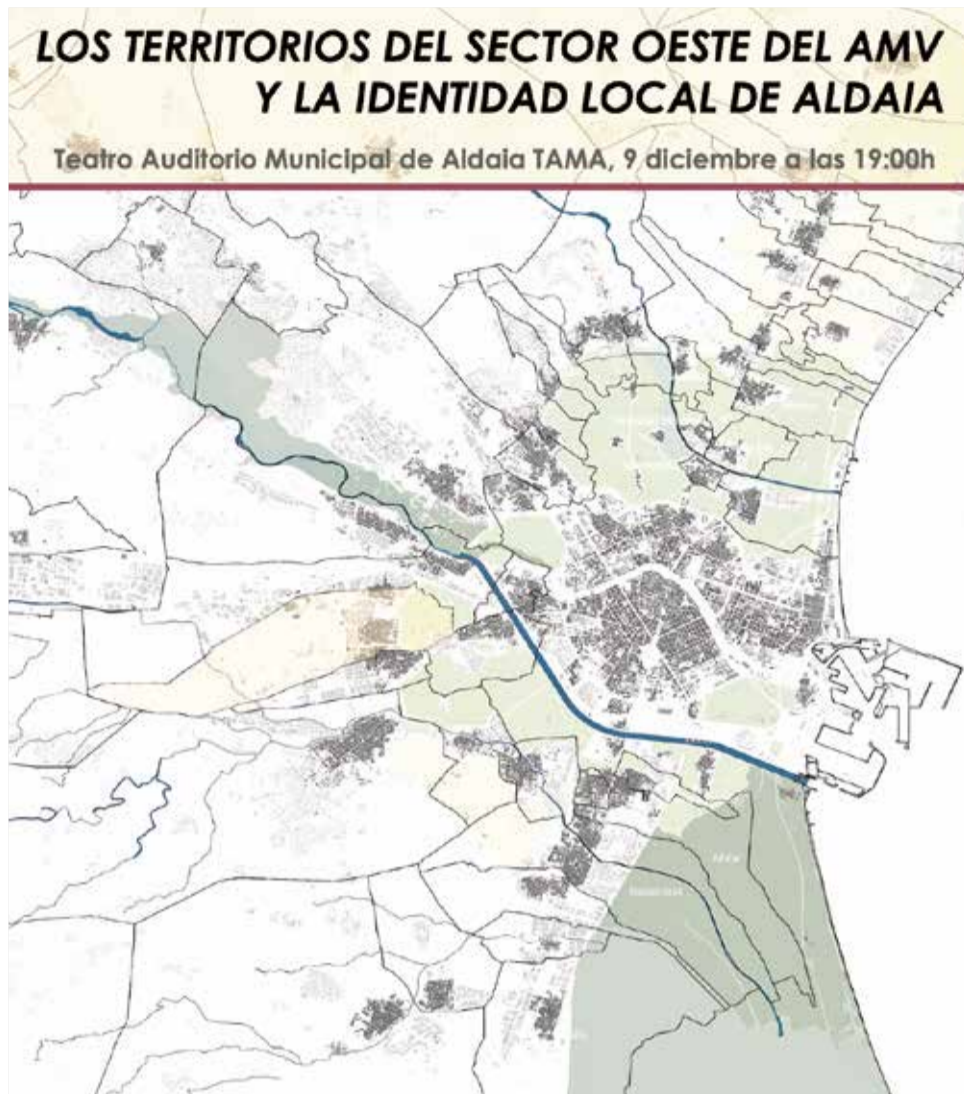 LOS TERRITORIOS DEL SECTOR OESTE DEL AMV
Y LA IDENTIDAD LOCAL DE ALDAIA
Teatro Auditorio Municipal de Aldaia TAMA, 9 diciembre a las 19:00h